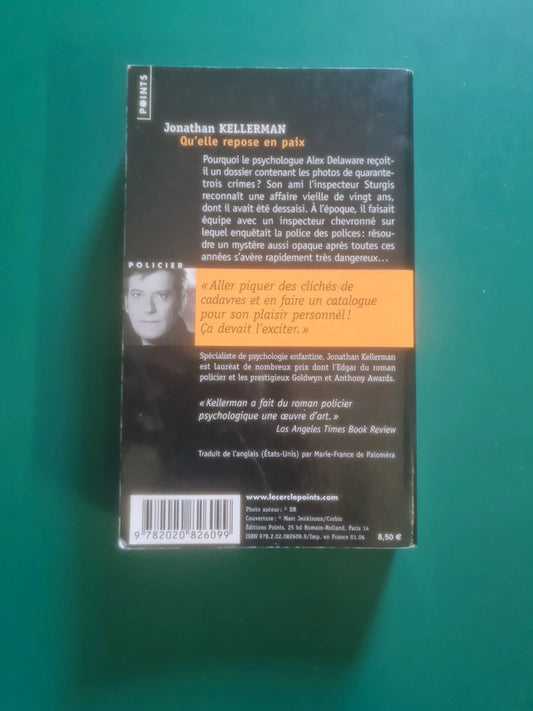 POINTS
Jonathan KELLERMAN
Qu'elle repose en paix
Pourquoi le psychologue Alex Delaware reçoit-
il un dossier contenant les photos de quarante-
trois crimes ? Son ami l'inspecteur Sturgis
reconnaît une affaire vieille de vingt ans,
dont il avait été dessaisi. À l'époque, il faisait
équipe avec un inspecteur chevronné sur
lequel enquêtait la police des polices : résou-
dre un mystère aussi opaque après toutes ces
années s'avère rapidement très dangereux...
POLICIER
« Aller piquer des clichés de
cadavres et en faire un catalogue
pour son plaisir personnel !
Ça devait l'exciter. »
Spécialiste de psychologie enfantine, Jonathan Kellerman
est lauréat de nombreux prix dont l'Edgar du roman
policier et les prestigieux Goldwyn et Anthony Awards.
« Kellerman a fait du roman policier
psychologique une œuvre d'art. »
Los Angeles Times Book Review
Traduit de l'anglais (États-Unis) par Marie-France de Paloméra
www.lecerclepoints.com
Photo auteur : © DR
Couverture : © Marc Jenkinson/Corbis
Éditions Points, 25 bd Romain-Rolland, Paris 14
ISBN 978.2.02.082609.9/Imp. en France 01.06
8,50 €
9 782020 826099